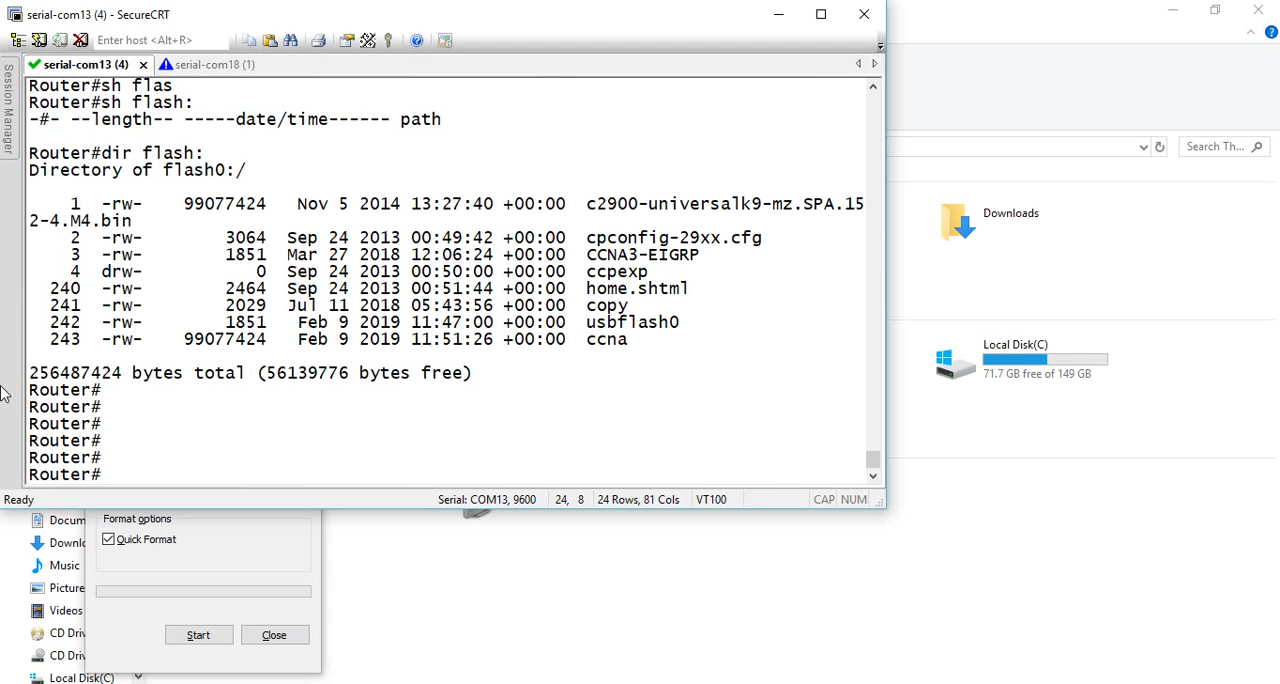 serial-com13 (4) - SecureCRT
Enter host <Alt+R>
Session Manager
serial-com13 (4)
serial-com18 (1)
Router#sh flas
Router#sh flash:
-#- --length-- -----date/time------ path
Router#dir flash:
Directory of flash0:/
1 -rw- 99077424 Nov 5 2014 13:27:40 +00:00 c2900-universalk9-mz.SPA.15
2-4.M4.bin
2 -rw- 3064 Sep 24 2013 00:49:42 +00:00 cpconfig-29xx.cfg
3 -rw- 1851 Mar 27 2018 12:06:24 +00:00 CCNA3-EIGRP
4 drw- 0 Sep 24 2013 00:50:00 +00:00 ccpexp
240 -rw- 2464 Sep 24 2013 00:51:44 +00:00 home.shtml
241 -rw- 2029 Jul 11 2018 05:43:56 +00:00 copy
242 -rw- 1851 Feb 9 2019 11:47:00 +00:00 usbflash0
243 -rw- 99077424 Feb 9 2019 11:51:26 +00:00 ccna
256487424 bytes total (56139776 bytes free)
Router#
Router#
Router#
Router#
Router#
Router#
Ready
Serial: COM13, 9600
24, 8
24 Rows, 81 Cols
VT100
CAP
NUM
Search Th...
Downloads
Local Disk(C)
71.7 GB free of 149 GB
Docum
Downlo
Music
Picture
Videos
CD Driv
CD Driv
Local Disk(C)
Format options
Quick Format
Start
Close